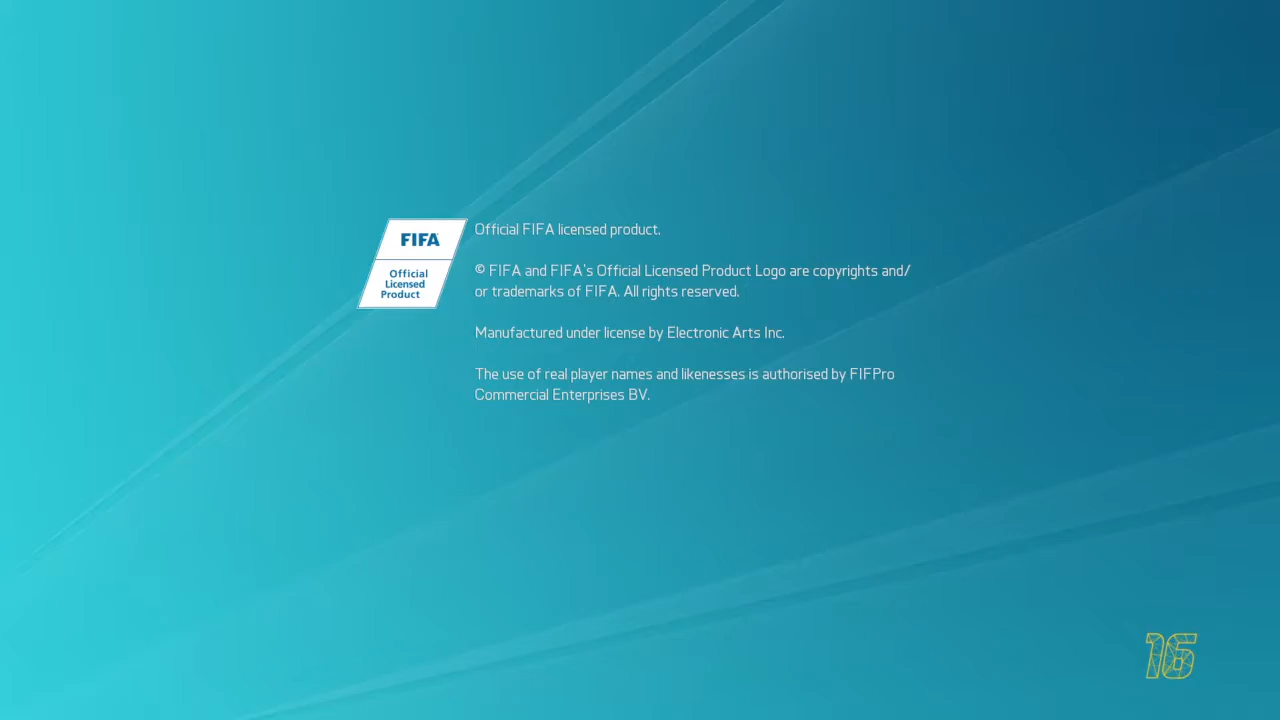 FIFA
Official
Licensed
Product
Official FIFA licensed product.
© FIFA and FIFA's Official Licensed Product Logo are copyrights and/
or trademarks of FIFA. All rights reserved.
Manufactured under license by Electronic Arts Inc.
The use of real player names and likenesses is authorised by FIFPro
Commercial Enterprises BV.
16